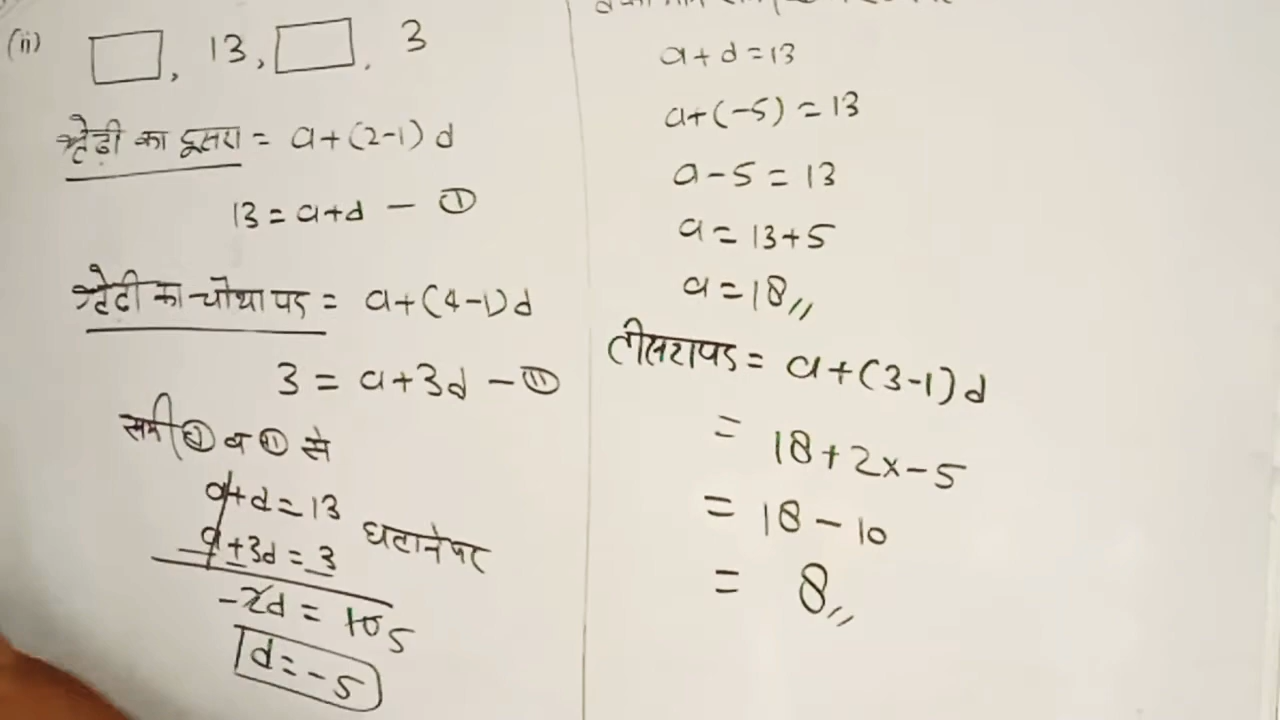 (ii) □, 13, □, 3
श्रेढ़ी का दूसरा = a+(2-1)d
13 = a+d - ①
श्रेढी का चौथा पद = a+(4-1)d
3 = a+3d - ⑪
समी व से
a+d = 13
a+3d = 3 घटाने पर
-2d = 10 5
d = -5
a+d = 13
a+(-5) = 13
a-5 = 13
a = 13+5
a = 18,,
तीसरा पद = a+(3-1)d
= 18+2x-5
= 18-10
= 8,,